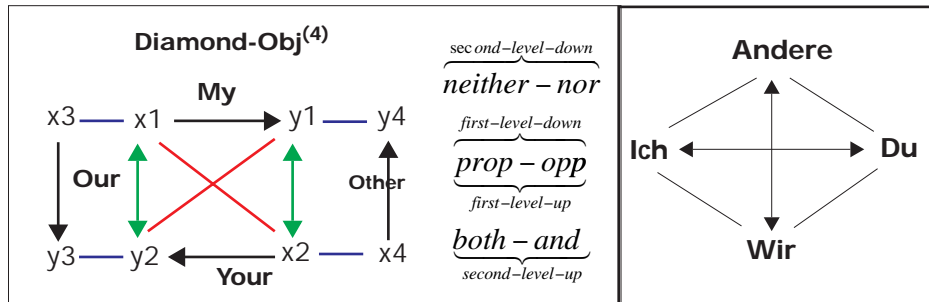 Diamond-Obj(4)
My
x3 x1 y1 y4
Our Other
y3 y2 x2 x4
Your
second-level-down
neither - nor
first-level-down
prop - opp
first-level-up
both - and
second-level-up
Andere
Ich Du
Wir